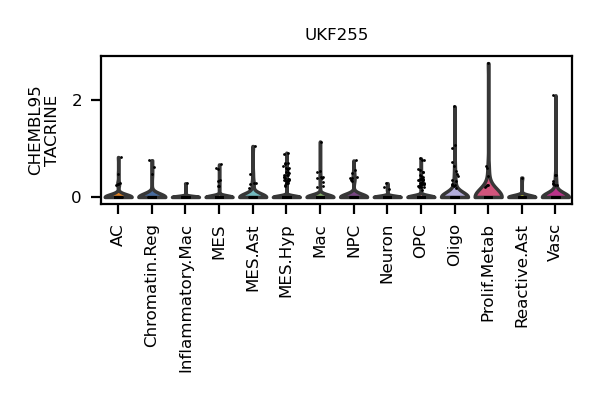 UKF255
CHEMBL95
TACRINE
2
0
AC
Chromatin.Reg
Inflammatory.Mac
MES
MES.Ast
MES.Hyp
Mac
NPC
Neuron
OPC
Oligo
Prolif.Metab
Reactive.Ast
Vasc